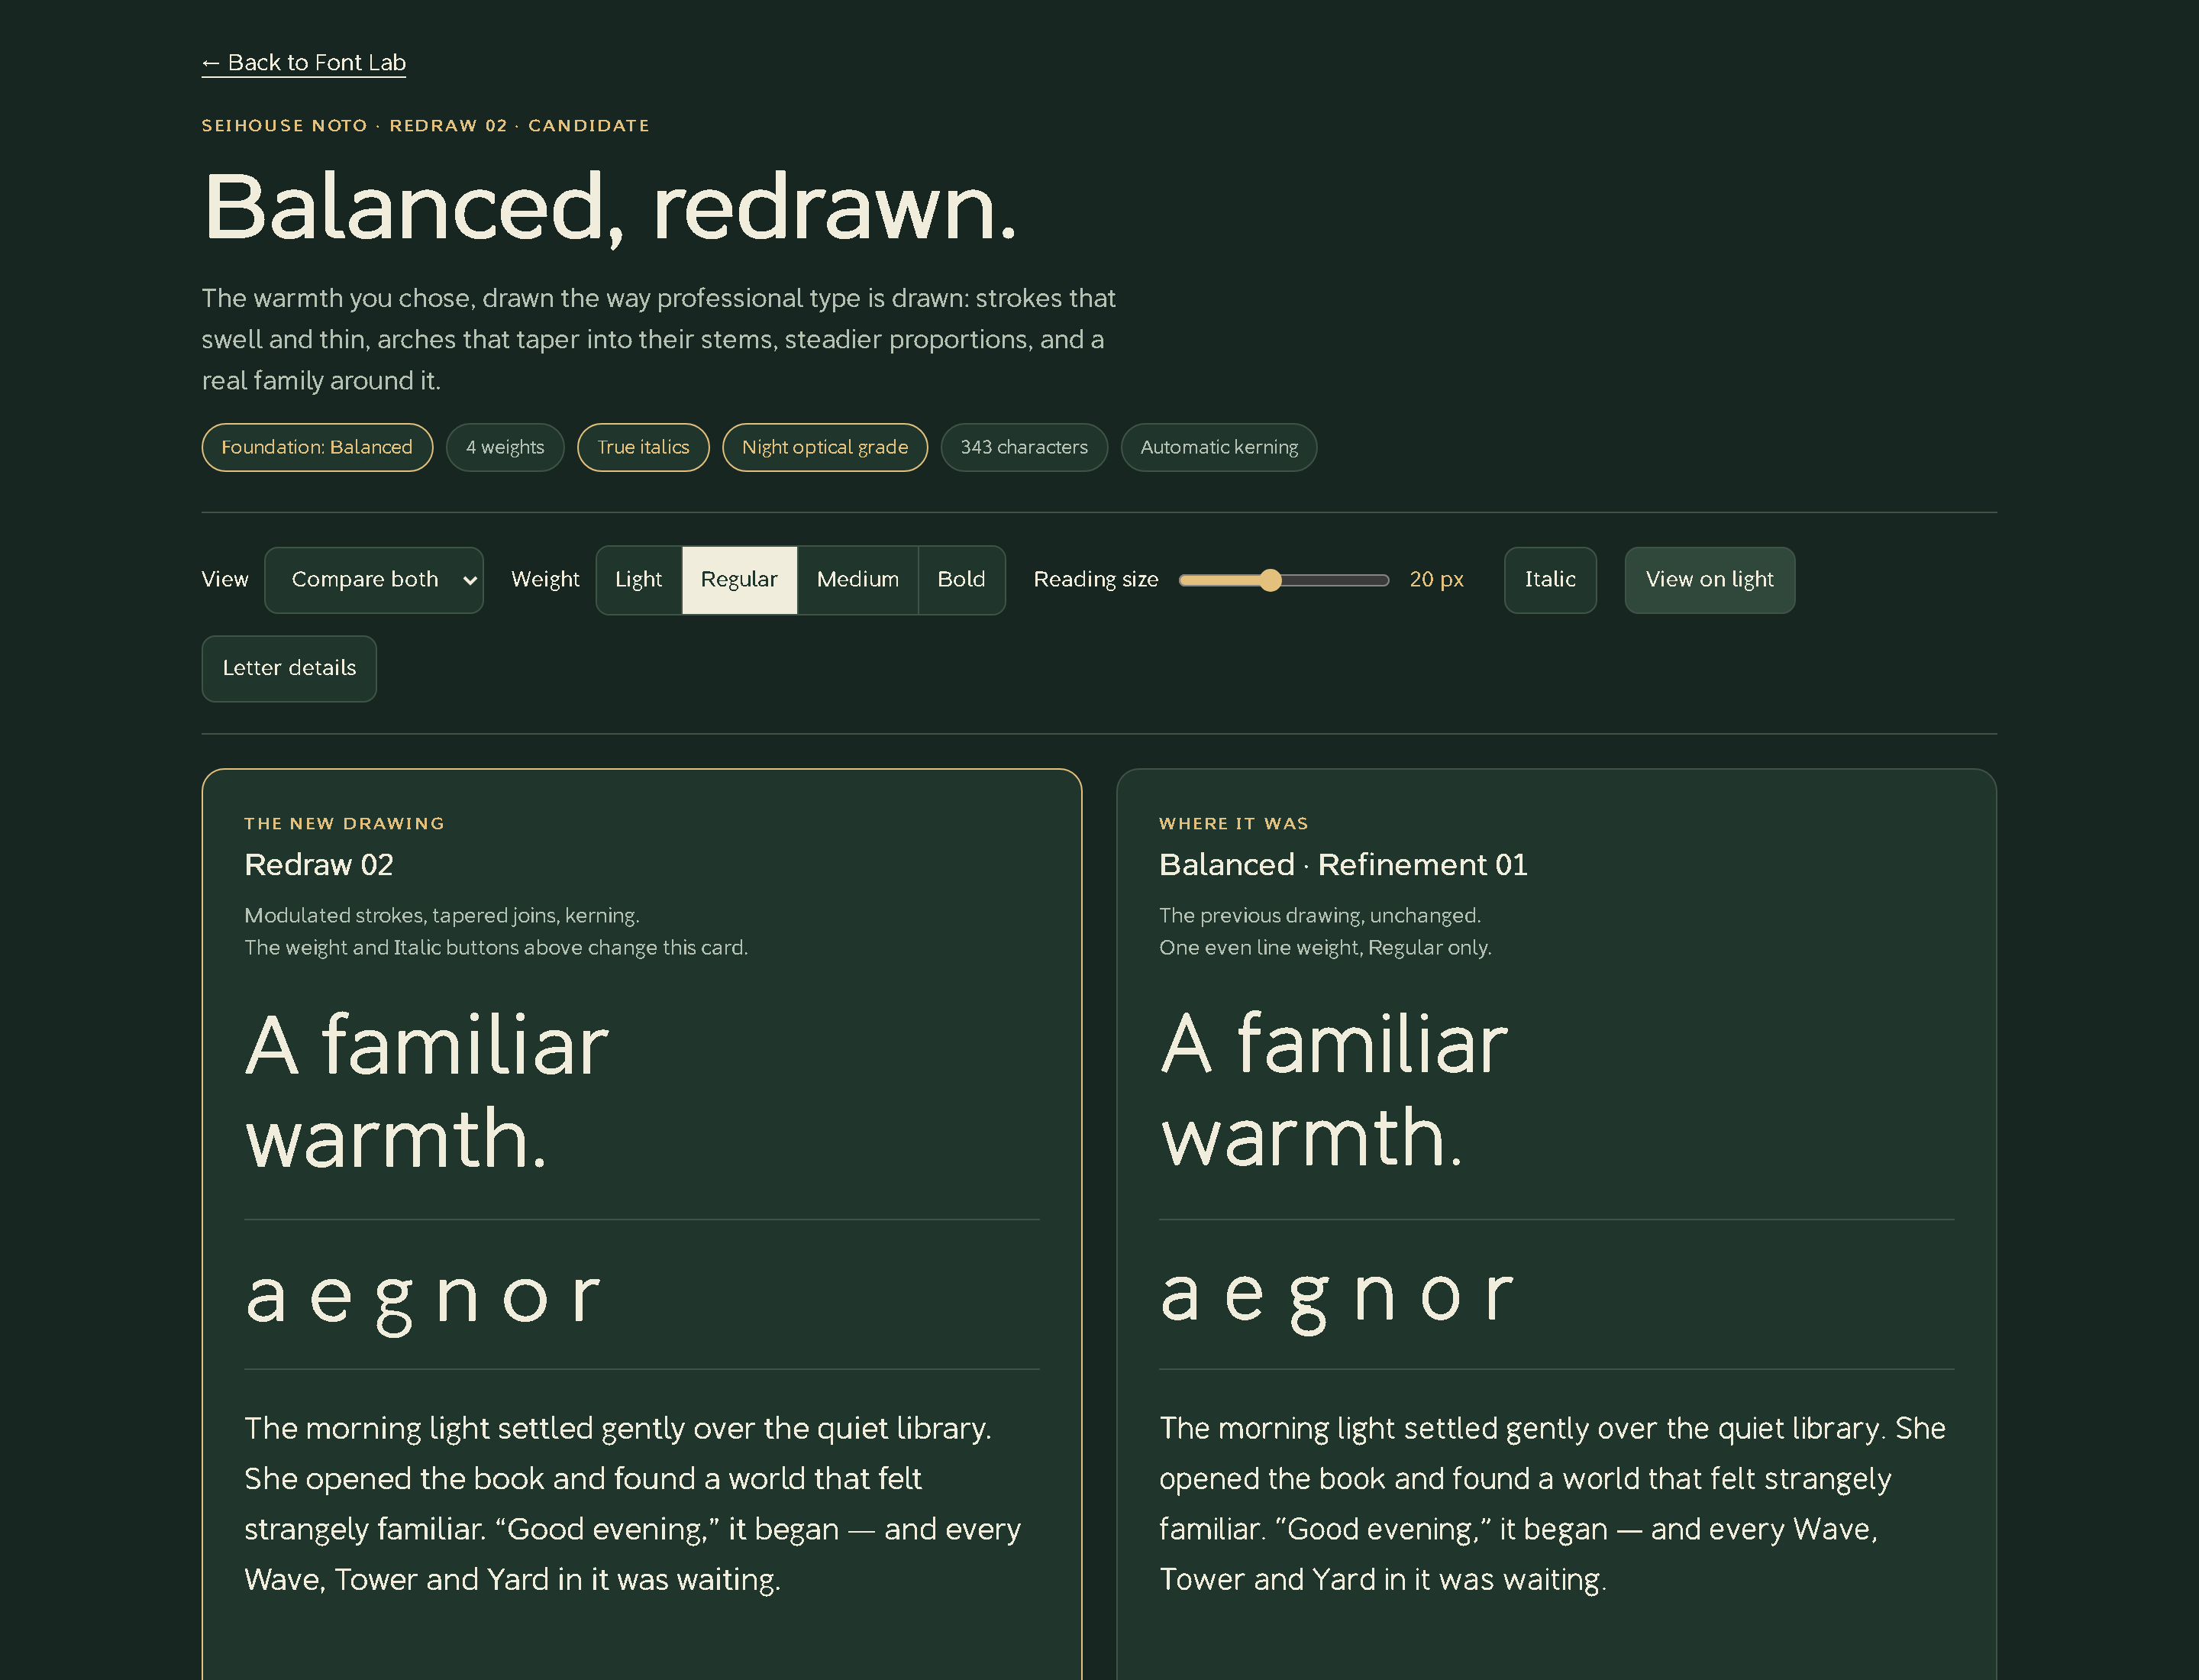 ← Back to Font Lab
SEIHOUSE NOTO · REDRAW 02 · CANDIDATE
Balanced, redrawn.
The warmth you chose, drawn the way professional type is drawn: strokes that
swell and thin, arches that taper into their stems, steadier proportions, and a
real family around it.
Foundation: Balanced 4 weights True italics Night optical grade 343 characters Automatic kerning
View Compare both Weight Light Regular Medium Bold Reading size 20 px Italic View on light
Letter details
THE NEW DRAWING
Redraw 02
Modulated strokes, tapered joins, kerning.
The weight and Italic buttons above change this card.
A familiar
warmth.
a e g n o r
The morning light settled gently over the quiet library.
She opened the book and found a world that felt
strangely familiar. “Good evening,” it began — and every
Wave, Tower and Yard in it was waiting.
WHERE IT WAS
Balanced · Refinement 01
The previous drawing, unchanged.
One even line weight, Regular only.
A familiar
warmth.
a e g n o r
The morning light settled gently over the quiet library. She
opened the book and found a world that felt strangely
familiar. “Good evening,” it began — and every Wave,
Tower and Yard in it was waiting.